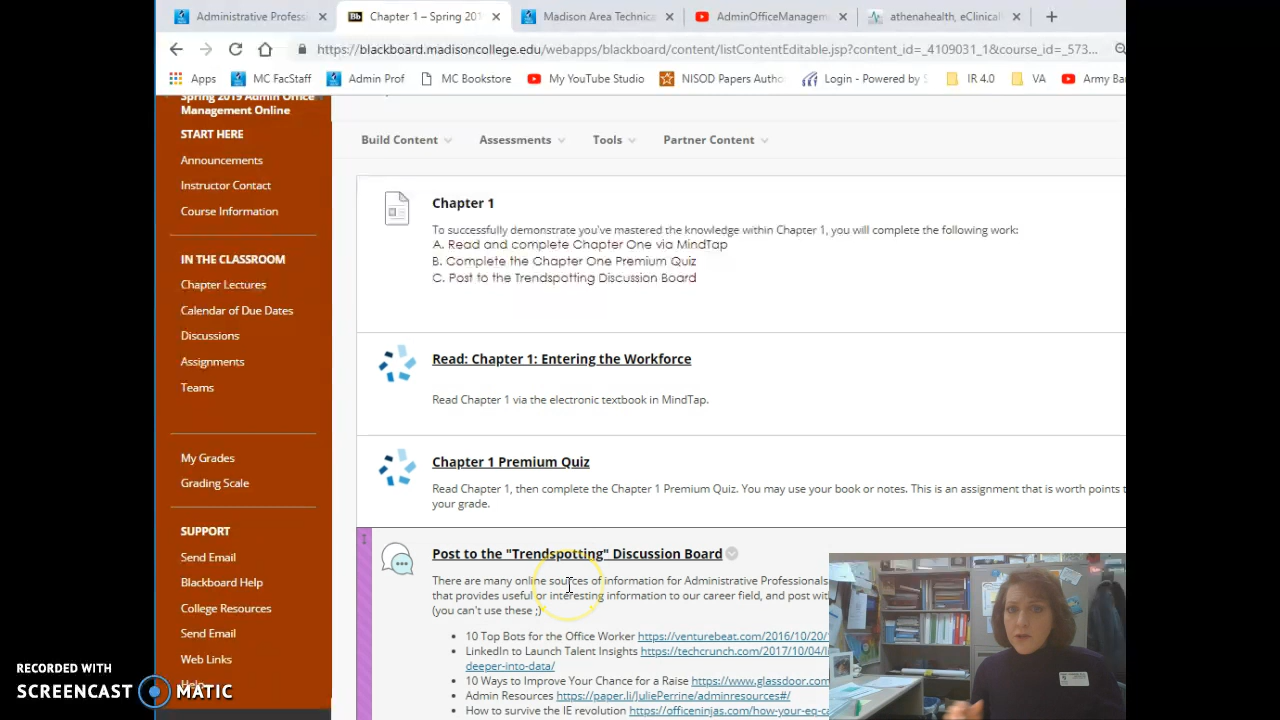 Administrative Profess
Chapter 1 – Spring 201
Madison Area Technica
AdminOfficeManagem
athenahealth, eClinical
https://blackboard.madisoncollege.edu/webapps/blackboard/content/listContentEditable.jsp?content_id=_4109031_1&course_id=_573...
Apps
MC FacStaff
Admin Prof
MC Bookstore
My YouTube Studio
NISOD Papers Autho
Login - Powered by S
IR 4.0
VA
Army Bar
Spring 2019 Admin Office
Management Online
START HERE
Announcements
Instructor Contact
Course Information
IN THE CLASSROOM
Chapter Lectures
Calendar of Due Dates
Discussions
Assignments
Teams
My Grades
Grading Scale
SUPPORT
Send Email
Blackboard Help
College Resources
Send Email
Web Links
Help
Build Content
Assessments
Tools
Partner Content
Chapter 1
To successfully demonstrate you've mastered the knowledge within Chapter 1, you will complete the following work:
A. Read and complete Chapter One via MindTap
B. Complete the Chapter One Premium Quiz
C. Post to the Trendspotting Discussion Board
Read: Chapter 1: Entering the Workforce
Read Chapter 1 via the electronic textbook in MindTap.
Chapter 1 Premium Quiz
Read Chapter 1, then complete the Chapter 1 Premium Quiz. You may use your book or notes. This is an assignment that is worth points t
your grade.
Post to the "Trendspotting" Discussion Board
There are many online sources of information for Administrative Professionals
that provides useful or interesting information to our career field, and post wit
(you can't use these ;)
• 10 Top Bots for the Office Worker https://venturebeat.com/2016/10/20/
• LinkedIn to Launch Talent Insights https://techcrunch.com/2017/10/04/l
deeper-into-data/
• 10 Ways to Improve Your Chance for a Raise https://www.glassdoor.com
• Admin Resources https://paper.li/JuliePerrine/adminresources#/
• How to survive the IE revolution https://officeninjas.com/how-your-eq-ca
RECORDED WITH
SCREENCAST MATIC